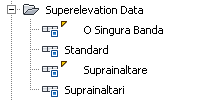 Superelevation Data
O Singura Banda
Standard
Suprainaltare
Suprainaltari